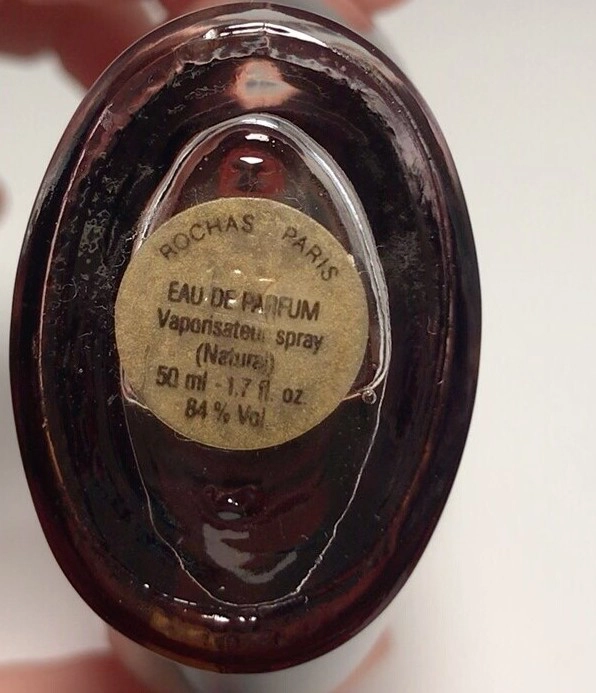 ROCHAS PARIS
EAU DE PARFUM
Vaporisateur spray
(Natural)
50 ml - 1.7 fl. oz.
84 % Vol.